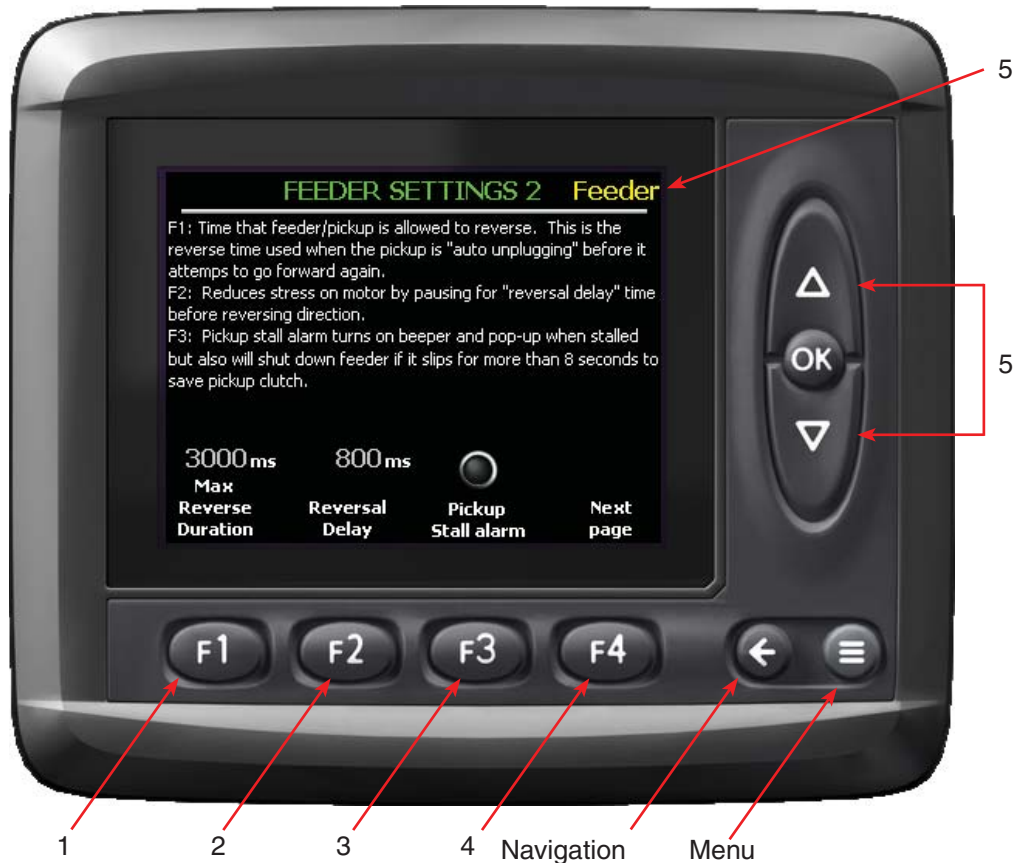 5
FEEDER SETTINGS 2 Feeder
F1: Time that feeder/pickup is allowed to reverse. This is the
reverse time used when the pickup is "auto unplugging" before it
attemps to go forward again.
F2: Reduces stress on motor by pausing for "reversal delay" time
before reversing direction.
F3: Pickup stall alarm turns on beeper and pop-up when stalled
but also will shut down feeder if it slips for more than 8 seconds to
save pickup clutch.
OK
5
3000 ms 800 ms
Max
Reverse Reversal Pickup Next
Duration Delay Stall alarm page
F1 F2 F3 F4
1 2 3 4 Navigation Menu